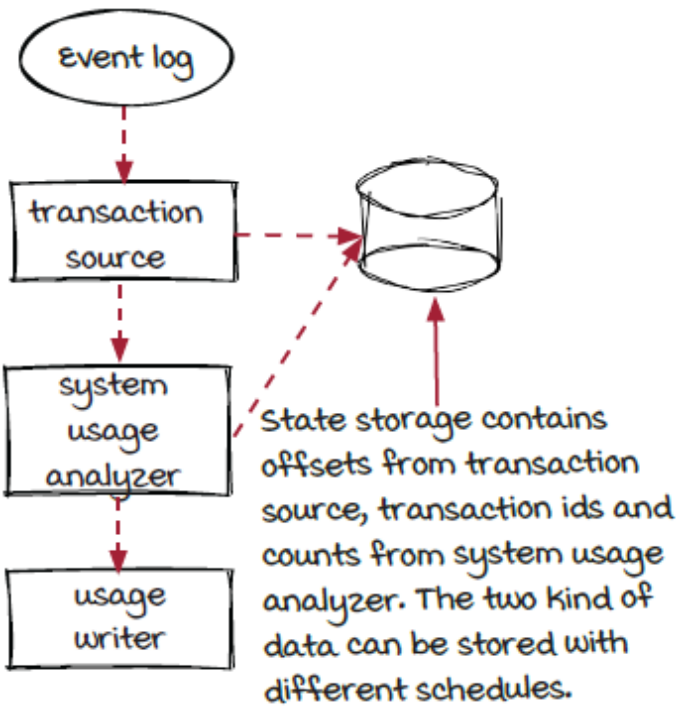 Event log
transaction
source
system
usage
analyzer
usage
writer
State storage contains
offsets from transaction
source, transaction ids and
counts from system usage
analyzer. The two kind of
data can be stored with
different schedules.